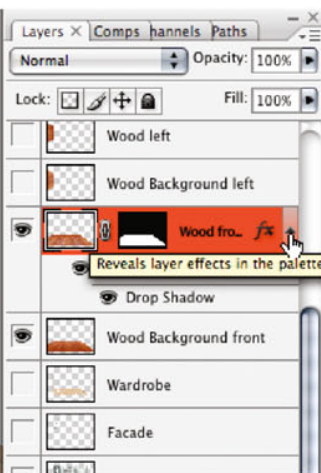 Layers × Comps hannels Paths
Normal Opacity: 100%
Lock: Fill: 100%
Wood left
Wood Background left
Wood fro... fx
Reveals layer effects in the palette
Drop Shadow
Wood Background front
Wardrobe
Facade